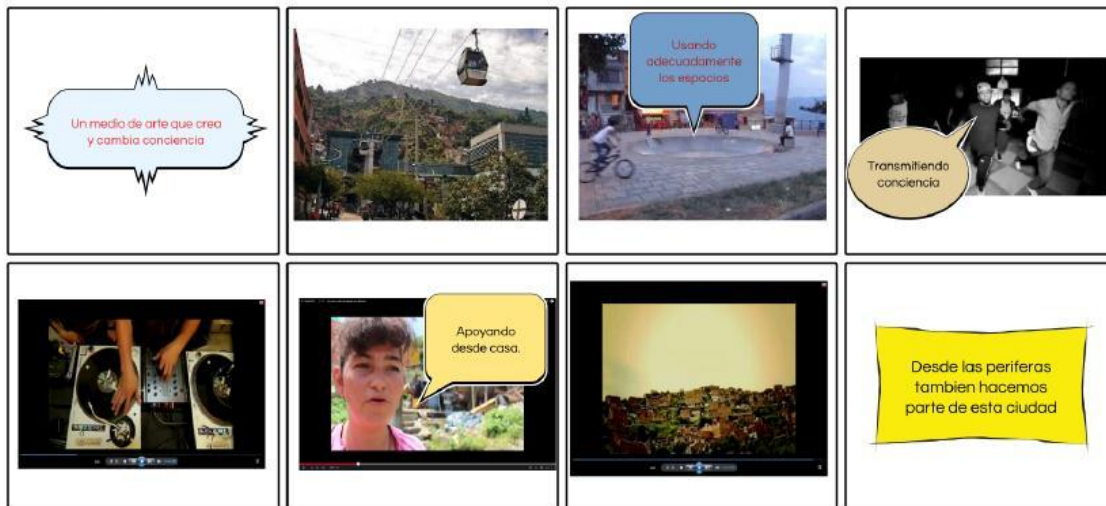 Un medio de arte que crea
y cambia conciencia
Usando
adecuadamente
los espacios
Transmitiendo
conciencia
Apoyando
desde casa.
Desde las periferas
tambien hacemos
parte de esta ciudad